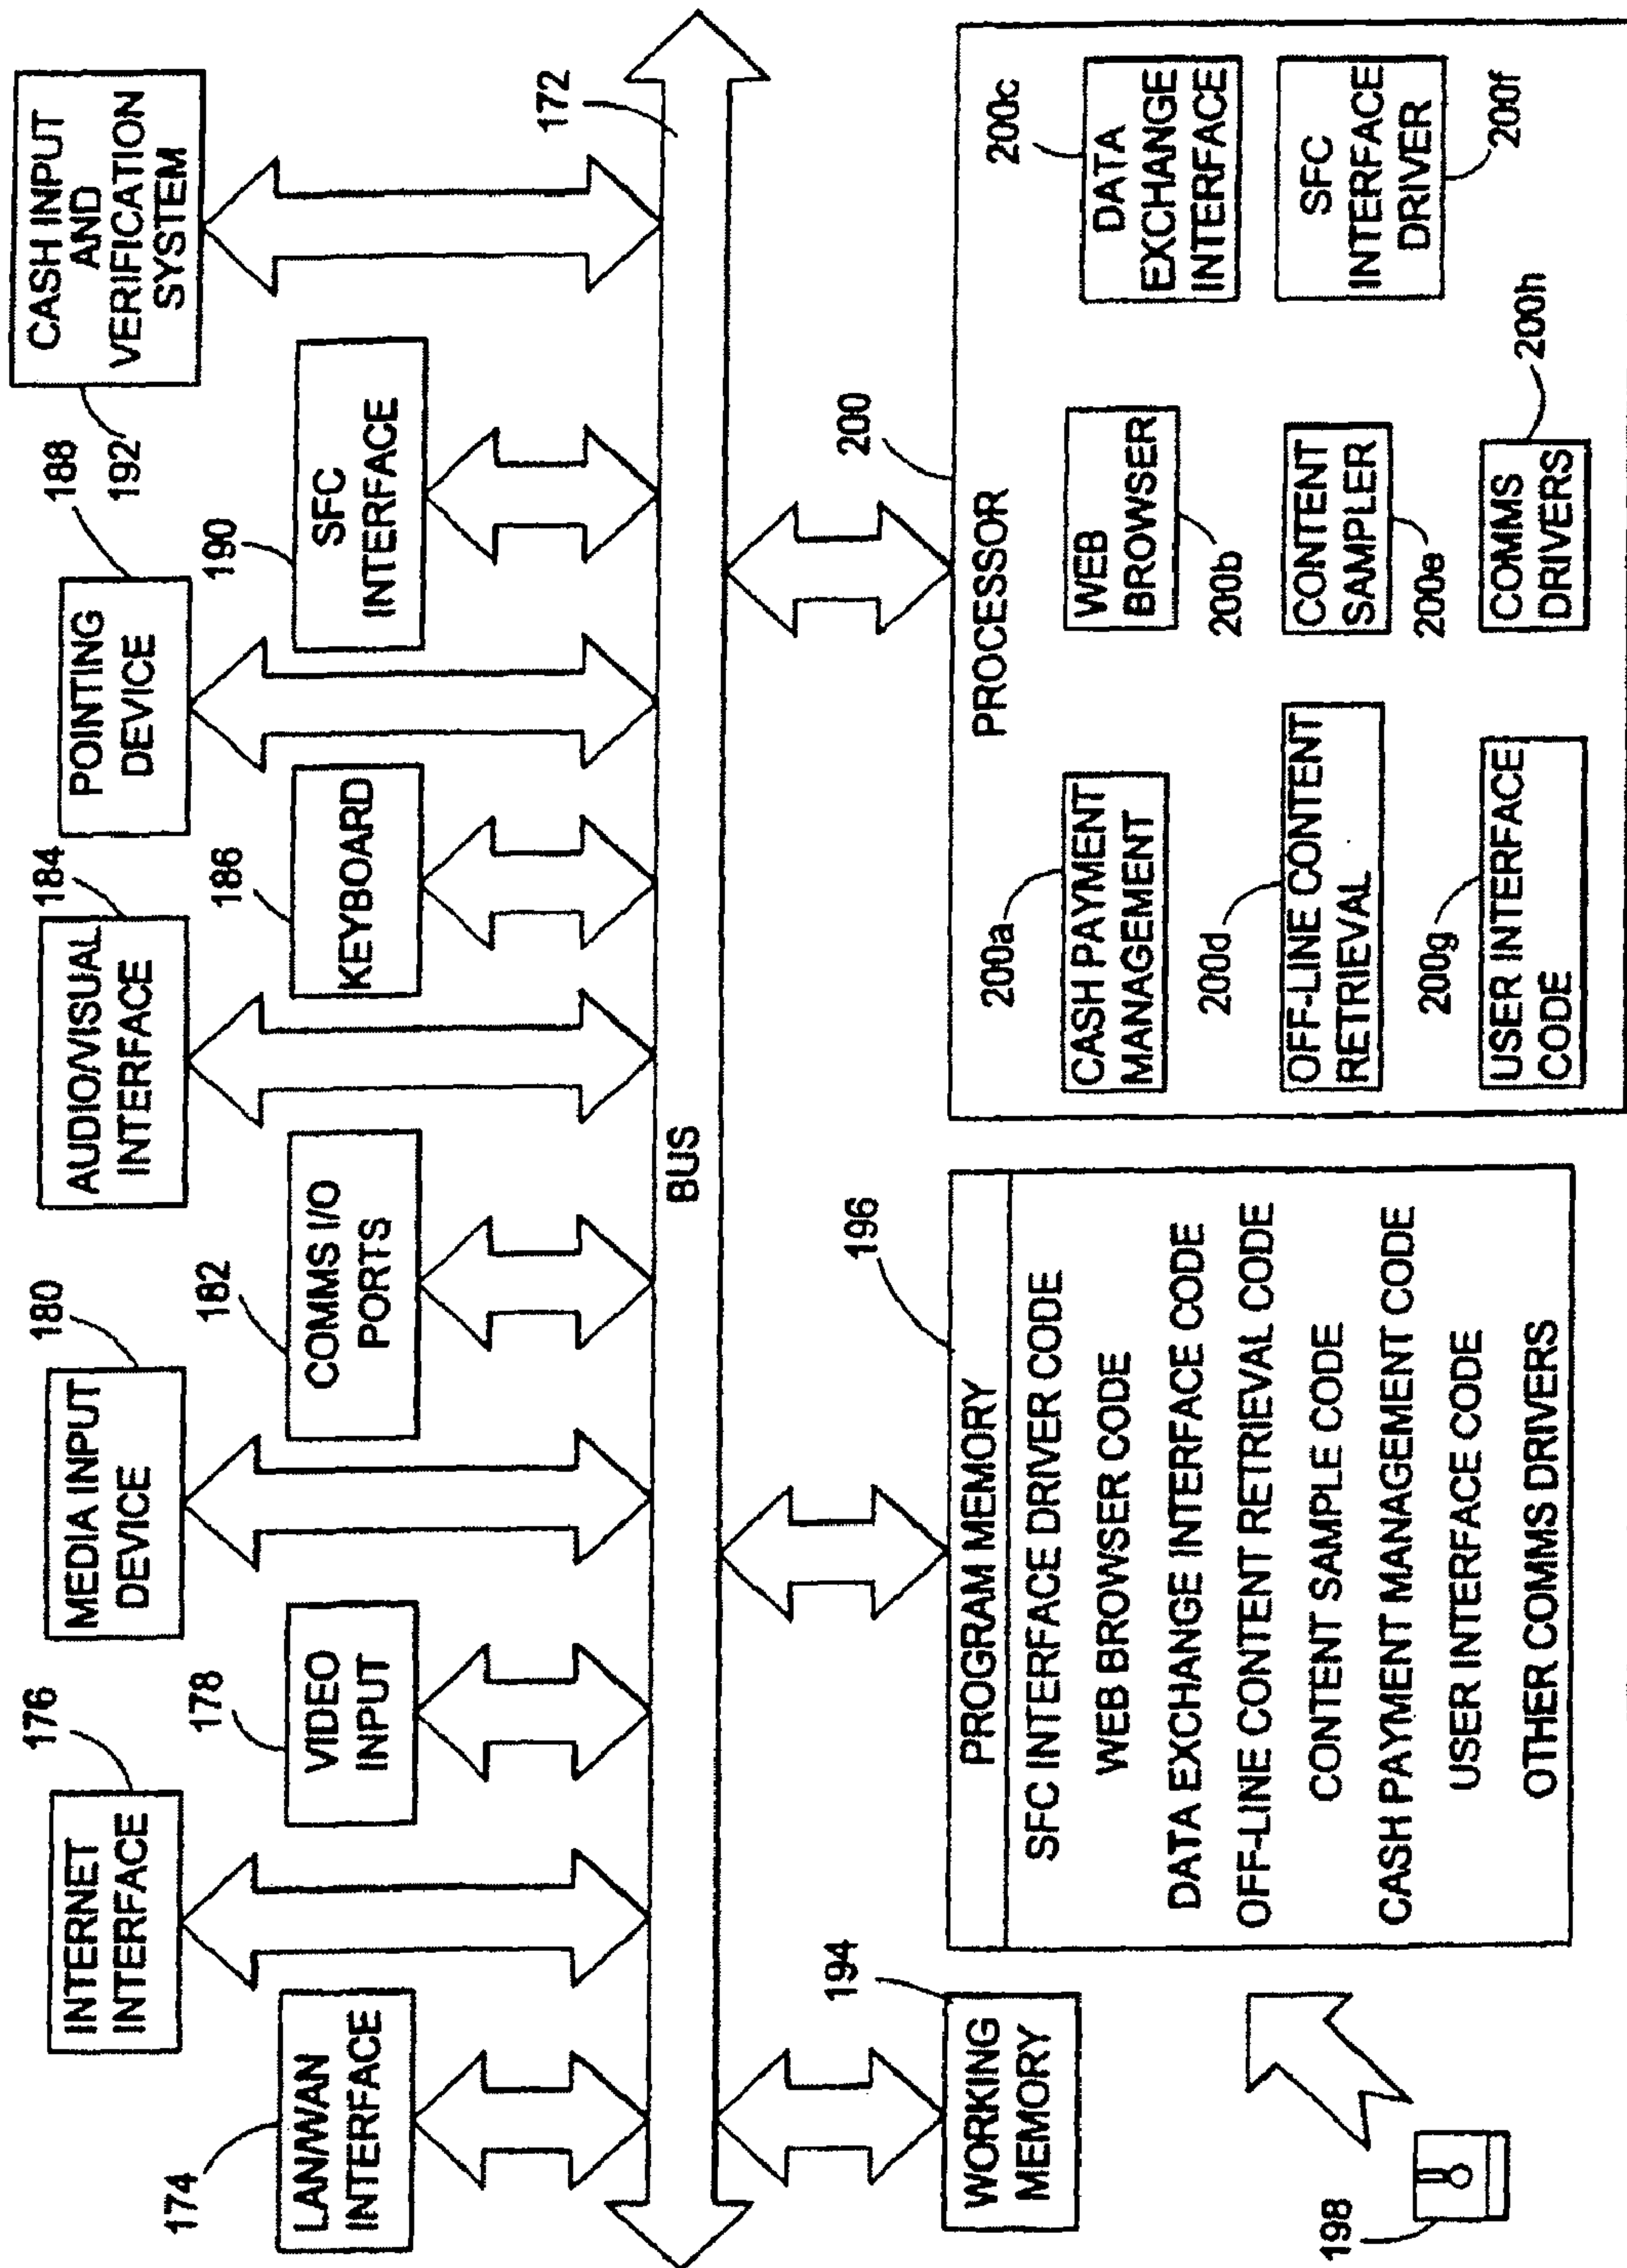 176
INTERNET
INTERFACE
180
MEDIA INPUT
DEVICE
184
AUDIO/VISUAL
INTERFACE
188
POINTING
DEVICE
CASH INPUT
AND
VERIFICATION
SYSTEM
192
174
LAN/WAN
INTERFACE
178
VIDEO
INPUT
182
COMMS I/O
PORTS
186
KEYBOARD
190
SFC
INTERFACE
172
BUS
194
WORKING
MEMORY
196
PROGRAM MEMORY
SFC INTERFACE DRIVER CODE
WEB BROWSER CODE
DATA EXCHANGE INTERFACE CODE
OFF-LINE CONTENT RETRIEVAL CODE
CONTENT SAMPLE CODE
CASH PAYMENT MANAGEMENT CODE
USER INTERFACE CODE
OTHER COMMS DRIVERS
198
200
PROCESSOR
200a
CASH PAYMENT
MANAGEMENT
WEB
BROWSER
200b
200c
DATA
EXCHANGE
INTERFACE
200d
OFF-LINE CONTENT
RETRIEVAL
CONTENT
SAMPLER
200e
SFC
INTERFACE
DRIVER
200f
200g
USER INTERFACE
CODE
COMMS
DRIVERS
200h